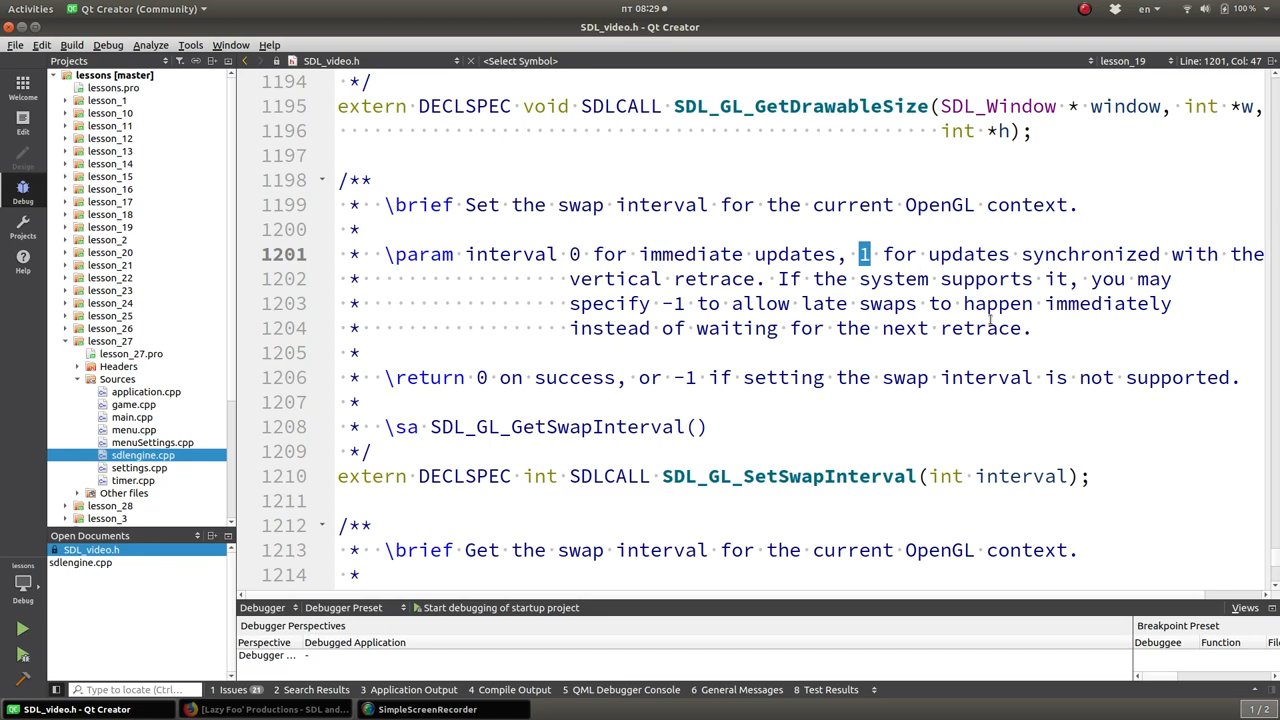 Activities Qt Creator (Community) пт 08:29 en 100 %
SDL_video.h - Qt Creator
File Edit Build Debug Analyze Tools Window Help
Projects SDL_video.h <Select Symbol> lesson_19 Line: 1201, Col: 47
Welcome
Edit
Design
Debug
Projects
Help
lessons
Debug
lessons [master]
lessons.pro
lesson_1
lesson_10
lesson_11
lesson_12
lesson_13
lesson_14
lesson_15
lesson_16
lesson_17
lesson_18
lesson_19
lesson_2
lesson_20
lesson_21
lesson_22
lesson_23
lesson_24
lesson_25
lesson_26
lesson_27
lesson_27.pro
Headers
Sources
application.cpp
game.cpp
main.cpp
menu.cpp
menuSettings.cpp
sdlengine.cpp
settings.cpp
timer.cpp
Other files
lesson_28
lesson_3
Open Documents
SDL_video.h
sdlengine.cpp
1194 */
1195 extern DECLSPEC void SDLCALL SDL_GL_GetDrawableSize(SDL_Window * window, int *w,
1196 int *h);
1197
1198 /**
1199 * \brief Set the swap interval for the current OpenGL context.
1200 *
1201 * \param interval 0 for immediate updates, 1 for updates synchronized with the
1202 * vertical retrace. If the system supports it, you may
1203 * specify -1 to allow late swaps to happen immediately
1204 * instead of waiting for the next retrace.
1205 *
1206 * \return 0 on success, or -1 if setting the swap interval is not supported.
1207 *
1208 * \sa SDL_GL_GetSwapInterval()
1209 */
1210 extern DECLSPEC int SDLCALL SDL_GL_SetSwapInterval(int interval);
1211
1212 /**
1213 * \brief Get the swap interval for the current OpenGL context.
1214 *
Debugger Debugger Preset Start debugging of startup project Views
Debugger Perspectives Breakpoint Preset
Perspective Debugged Application Debuggee Function
Debugger ... -
Type to locate (Ctrl... 1 Issues 21 2 Search Results 3 Application Output 4 Compile Output 5 QML Debugger Console 6 General Messages 8 Test Results
SDL_video.h - Qt Creator [Lazy Foo' Productions - SDL and... SimpleScreenRecorder 1 / 2